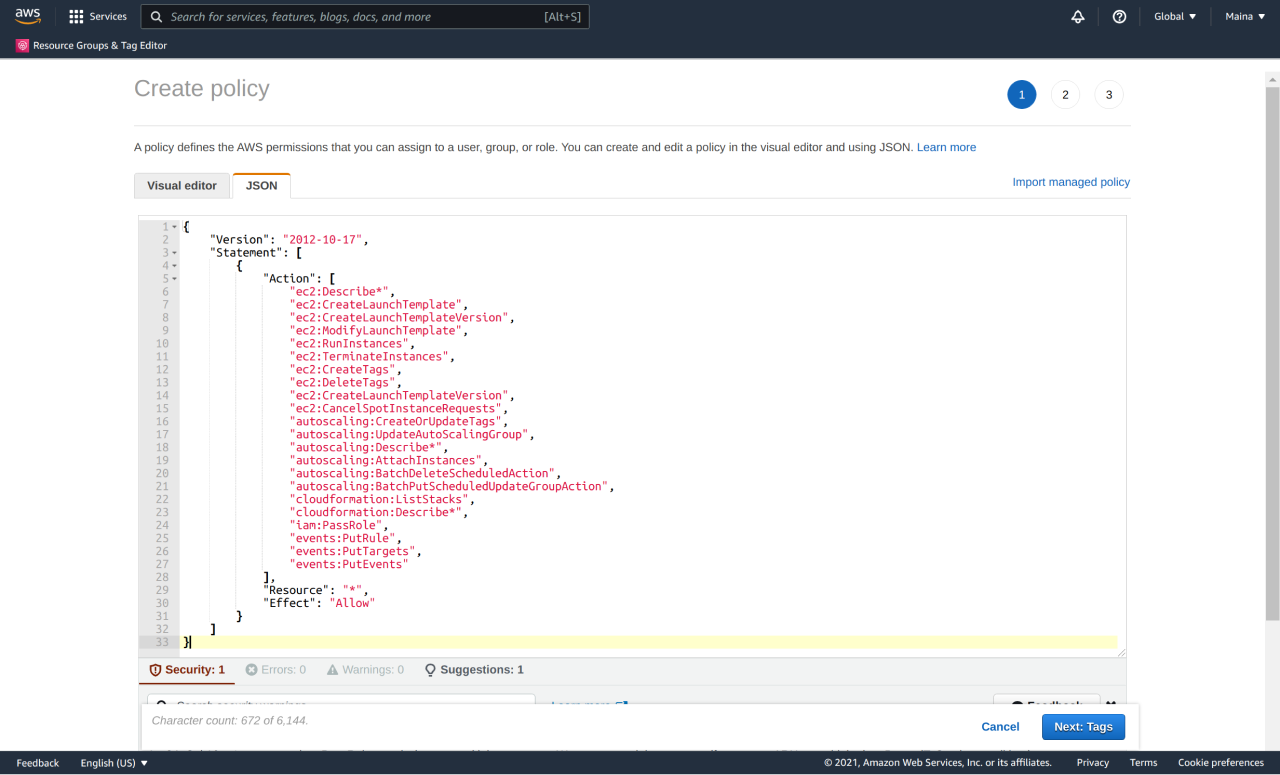 aws
Services
Search for services, features, blogs, docs, and more
[Alt+S]
Global
Maina
Resource Groups & Tag Editor
Create policy
1
2
3
A policy defines the AWS permissions that you can assign to a user, group, or role. You can create and edit a policy in the visual editor and using JSON. Learn more
Visual editor
JSON
Import managed policy
1 {
2 "Version": "2012-10-17",
3 "Statement": [
4 {
5 "Action": [
6 "ec2:Describe*",
7 "ec2:CreateLaunchTemplate",
8 "ec2:CreateLaunchTemplateVersion",
9 "ec2:ModifyLaunchTemplate",
10 "ec2:RunInstances",
11 "ec2:TerminateInstances",
12 "ec2:CreateTags",
13 "ec2:DeleteTags",
14 "ec2:CreateLaunchTemplateVersion",
15 "ec2:CancelSpotInstanceRequests",
16 "autoscaling:CreateOrUpdateTags",
17 "autoscaling:UpdateAutoScalingGroup",
18 "autoscaling:Describe*",
19 "autoscaling:AttachInstances",
20 "autoscaling:BatchDeleteScheduledAction",
21 "autoscaling:BatchPutScheduledUpdateGroupAction",
22 "cloudformation:ListStacks",
23 "cloudformation:Describe*",
24 "iam:PassRole",
25 "events:PutRule",
26 "events:PutTargets",
27 "events:PutEvents"
28 ],
29 "Resource": "*",
30 "Effect": "Allow"
31 }
32 ]
33 }
Security: 1
Errors: 0
Warnings: 0
Suggestions: 1
Search security warnings
Learn more
Feedback
Character count: 672 of 6,144.
Cancel
Next: Tags
Feedback
English (US)
© 2021, Amazon Web Services, Inc. or its affiliates.
Privacy
Terms
Cookie preferences